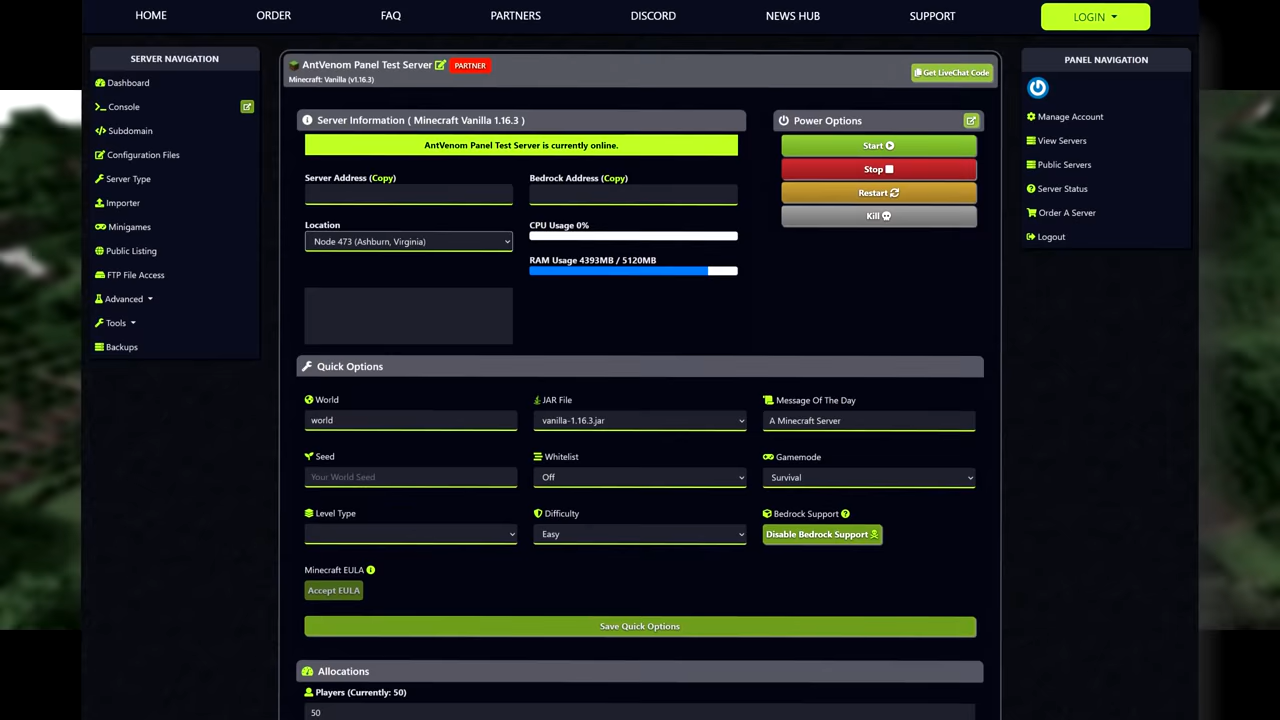 HOME ORDER FAQ PARTNERS DISCORD NEWS HUB SUPPORT LOGIN
SERVER NAVIGATION
Dashboard
Console
Subdomain
Configuration Files
Server Type
Importer
Minigames
Public Listing
FTP File Access
Advanced
Tools
Backups
AntVenom Panel Test Server PARTNER
Minecraft: Vanilla (v1.16.3)
Get LiveChat Code
Server Information ( Minecraft Vanilla 1.16.3 )
AntVenom Panel Test Server is currently online.
Server Address (Copy)
Bedrock Address (Copy)
Location
Node 473 (Ashburn, Virginia)
CPU Usage 0%
RAM Usage 4393MB / 5120MB
Power Options
Start
Stop
Restart
Kill
Quick Options
World
world
JAR File
vanilla-1.16.3.jar
Message Of The Day
A Minecraft Server
Seed
Your World Seed
Whitelist
Off
Gamemode
Survival
Level Type
Difficulty
Easy
Bedrock Support
Disable Bedrock Support
Minecraft EULA
Accept EULA
Save Quick Options
Allocations
Players (Currently: 50)
50
PANEL NAVIGATION
Manage Account
View Servers
Public Servers
Server Status
Order A Server
Logout